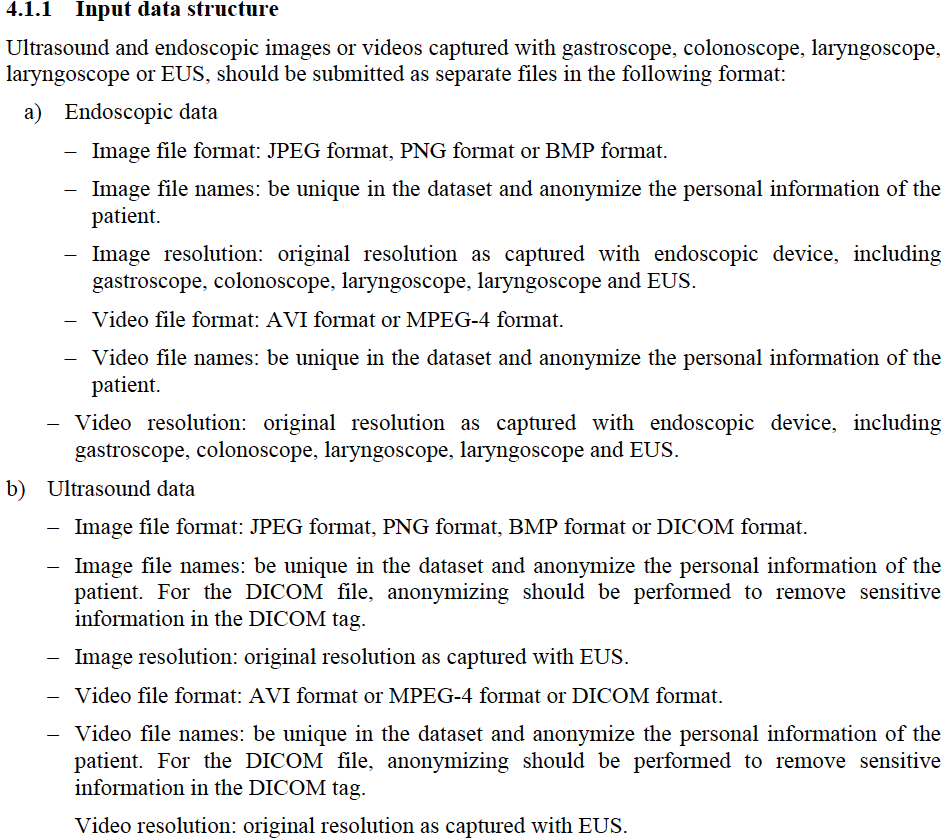 4.1.1 Input data structure
Ultrasound and endoscopic images or videos captured with gastroscope, colonoscope, laryngoscope,
laryngoscope or EUS, should be submitted as separate files in the following format:
a) Endoscopic data
– Image file format: JPEG format, PNG format or BMP format.
– Image file names: be unique in the dataset and anonymize the personal information of the
patient.
– Image resolution: original resolution as captured with endoscopic device, including
gastroscope, colonoscope, laryngoscope, laryngoscope and EUS.
– Video file format: AVI format or MPEG-4 format.
– Video file names: be unique in the dataset and anonymize the personal information of the
patient.
– Video resolution: original resolution as captured with endoscopic device, including
gastroscope, colonoscope, laryngoscope, laryngoscope and EUS.
b) Ultrasound data
– Image file format: JPEG format, PNG format, BMP format or DICOM format.
– Image file names: be unique in the dataset and anonymize the personal information of the
patient. For the DICOM file, anonymizing should be performed to remove sensitive
information in the DICOM tag.
– Image resolution: original resolution as captured with EUS.
– Video file format: AVI format or MPEG-4 format or DICOM format.
– Video file names: be unique in the dataset and anonymize the personal information of the
patient. For the DICOM file, anonymizing should be performed to remove sensitive
information in the DICOM tag.
Video resolution: original resolution as captured with EUS.